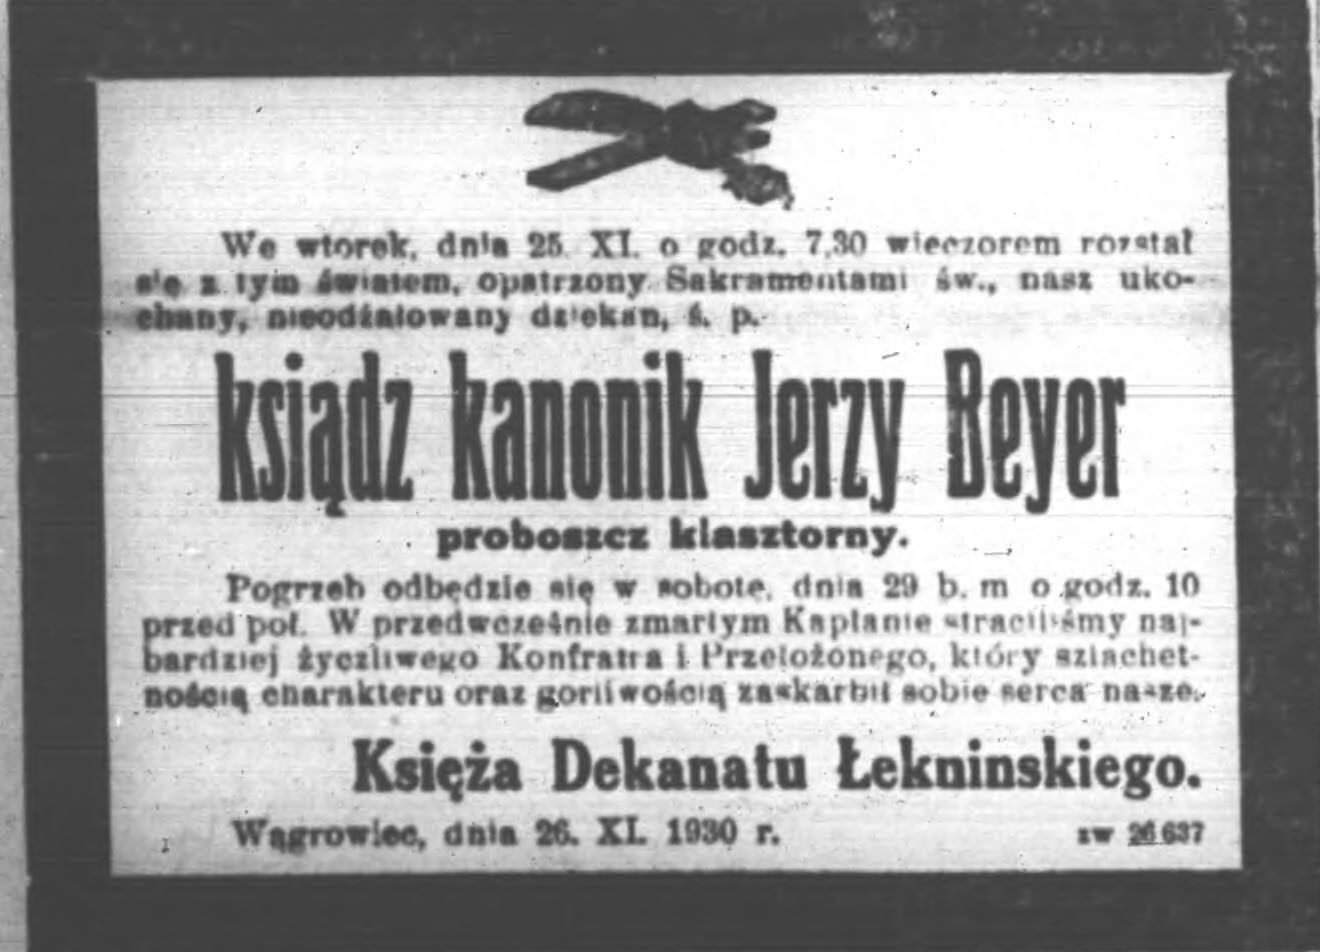 We wtorek, dnia 25. XI. o godz. 7,30 wieczorem rozstał
się z tym światem, opatrzony Sakramentami św., nasz uko-
chany, nieodżałowany dziekan, ś. p.
ksiądz kanonik Jerzy Beyer
proboszcz klasztorny.
Pogrzeb odbędzie się w sobotę, dnia 29 b. m o godz. 10
przed poł. W przedwcześnie zmarłym Kapłanie straciliśmy naj-
bardziej życzliwego Konfratra i Przełożonego, który szlachet-
nością charakteru oraz gorliwością zaskarbił sobie serca nasze.
Księża Dekanatu Łekninskiego.
Wągrowiec, dnia 26. XI. 1930 r.
zw 26 637